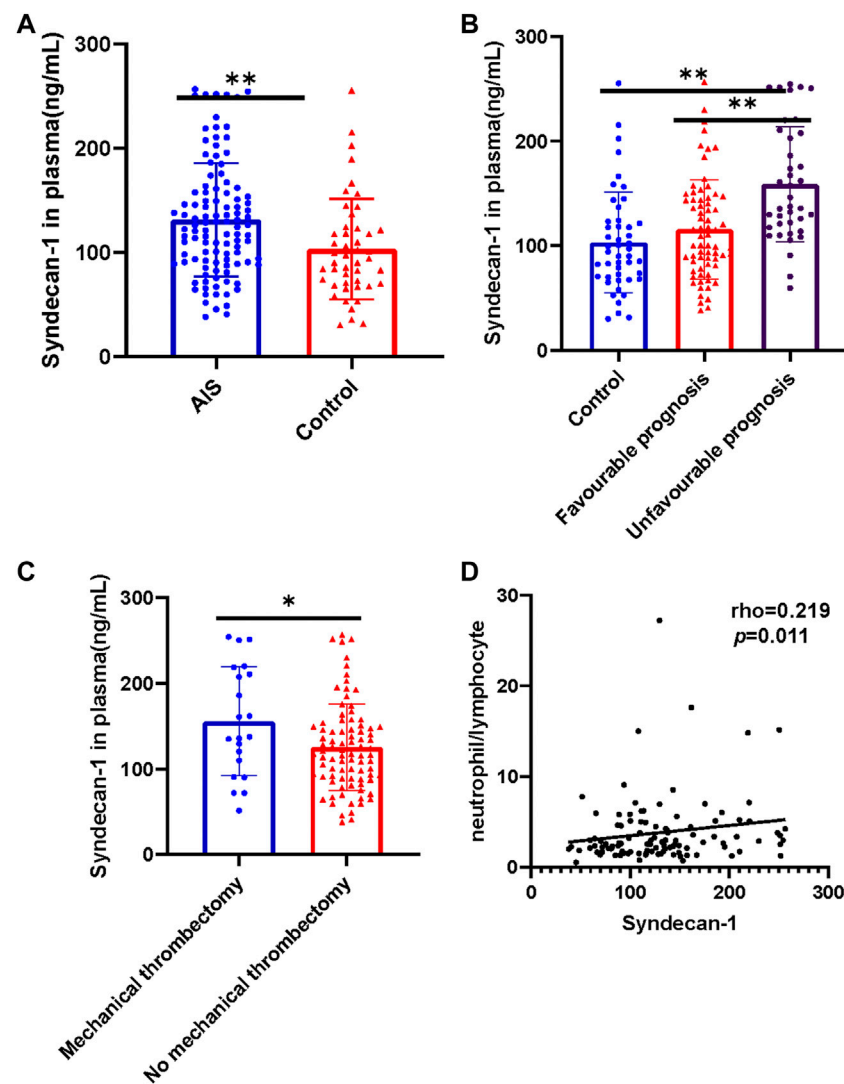 A
Syndecan-1 in plasma(ng/mL)
300
200
100
0
**
AIS
Control
B
Syndecan-1 in plasma(ng/mL)
300
200
100
0
**
**
Control
Favourable prognosis
Unfavourable prognosis
C
Syndecan-1 in plasma(ng/mL)
300
200
100
0
*
Mechanical thrombectomy
No mechanical thrombectomy
D
neutrophil/lymphocyte
30
20
10
0
rho=0.219
p=0.011
0
100
200
300
Syndecan-1